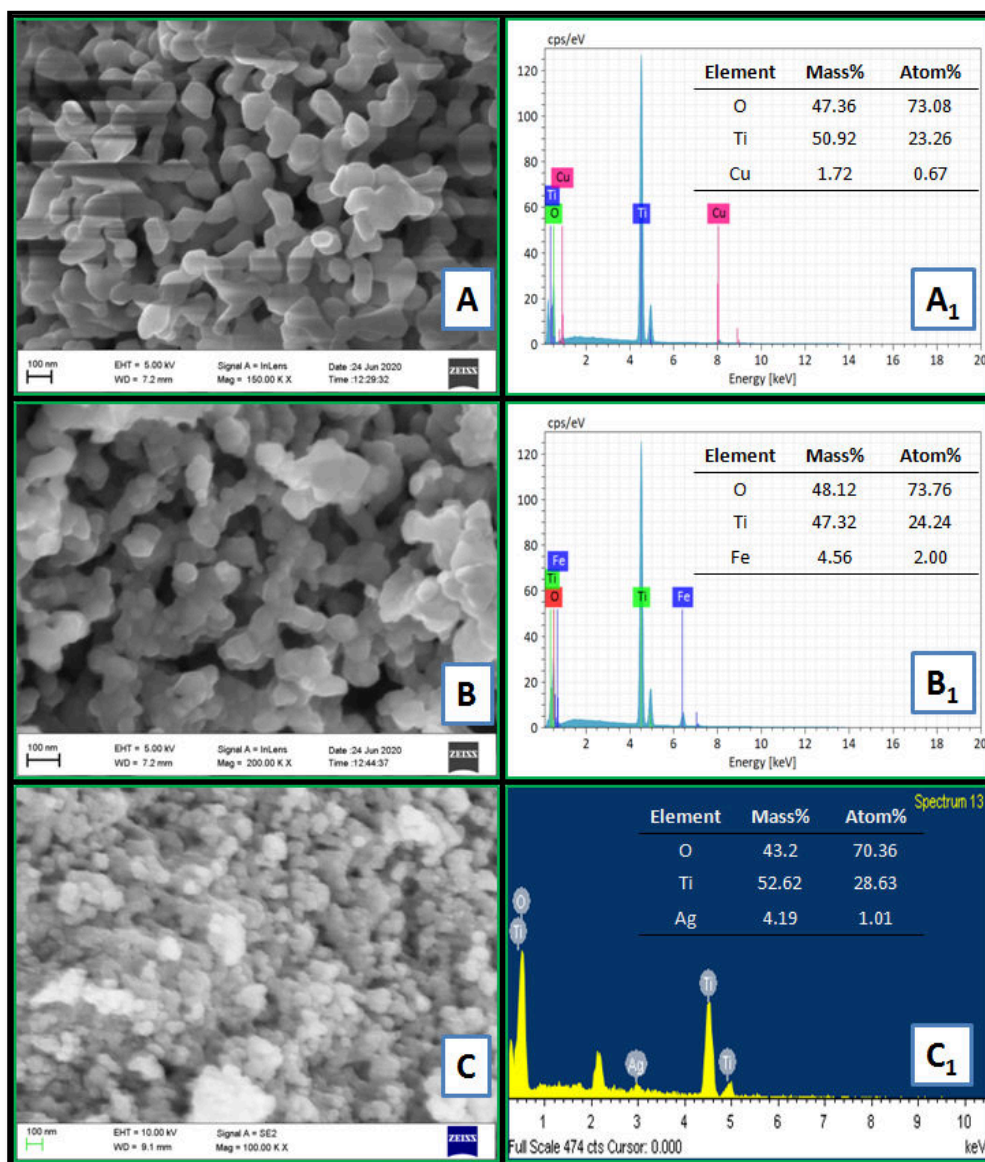 A
100 nm EHT = 5.00 kV Signal A = InLens Date :24 Jun 2020
WD = 7.2 mm Mag = 150.00 K X Time :12:29:32
ZEISS
cps/eV
Element Mass% Atom%
O 47.36 73.08
Ti 50.92 23.26
Cu 1.72 0.67
120
100
80
60
40
20
0
Cu
Ti
O
Ti
Cu
A1
2 4 6 8 10 12 14 16 18 20
Energy [keV]
B
100 nm EHT = 5.00 kV Signal A = InLens Date :24 Jun 2020
WD = 7.2 mm Mag = 200.00 K X Time :12:44:37
ZEISS
cps/eV
Element Mass% Atom%
O 48.12 73.76
Ti 47.32 24.24
Fe 4.56 2.00
120
100
80
60
40
20
0
Fe
Ti
O
Ti
Fe
B1
2 4 6 8 10 12 14 16 18 20
Energy [keV]
C
100 nm EHT = 10.00 kV Signal A = SE2
WD = 9.1 mm Mag = 100.00 K X
ZEISS
Spectrum 13
Element Mass% Atom%
O 43.2 70.36
Ti 52.62 28.63
Ag 4.19 1.01
O
Ti
Ag
Ti
Ti
C1
1 2 3 4 5 6 7 8 9 10
Full Scale 474 cts Cursor: 0.000 keV